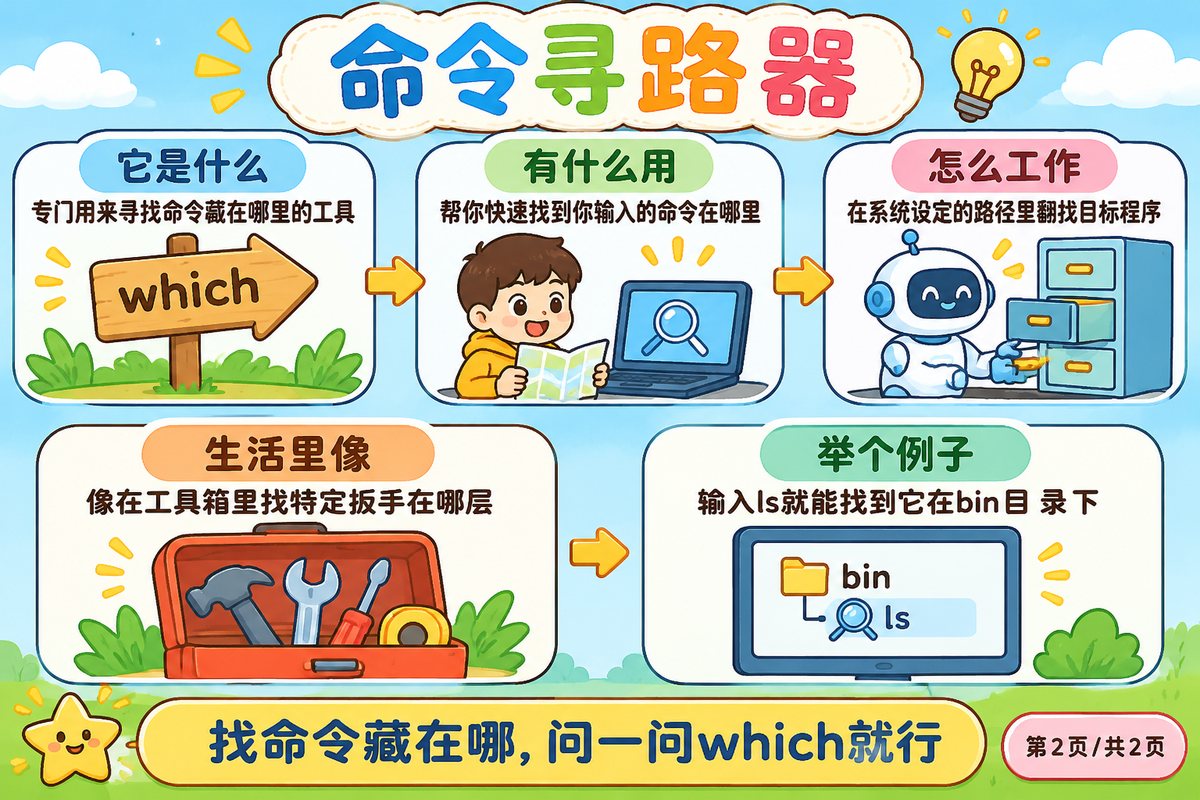 命令寻路器
它是什么
专门用来寻找命令藏在哪里的工具
which
有什么用
帮你快速找到你输入的命令在哪里
怎么工作
在系统设定的路径里翻找目标程序
生活里像
像在工具箱里找特定扳手在哪层
举个例子
输入ls就能找到它在bin目 录下
bin
ls
找命令藏在哪, 问一问which就行
第2页/共2页